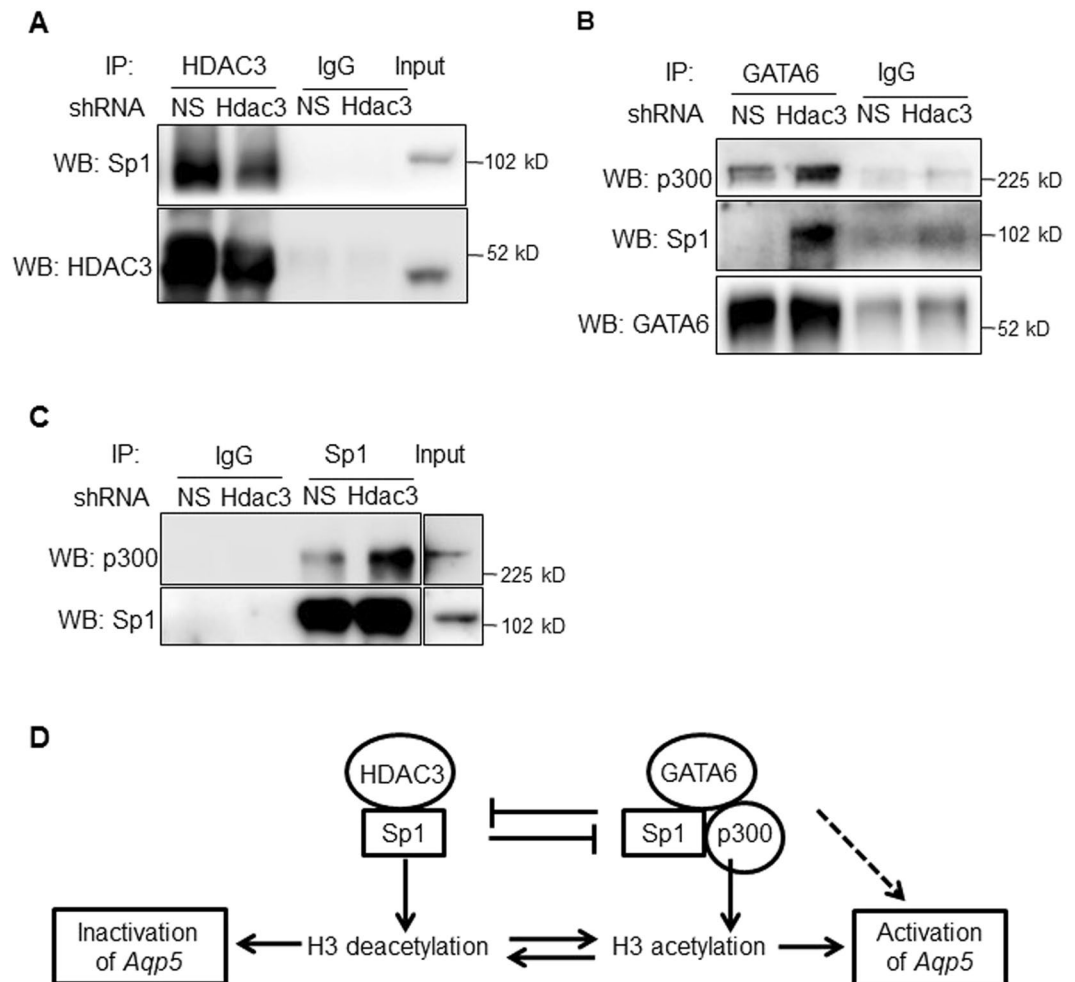 A
IP: HDAC3 IgG Input
shRNA NS Hdac3 NS Hdac3
WB: Sp1 102 kD
WB: HDAC3 52 kD
B
IP: GATA6 IgG
shRNA NS Hdac3 NS Hdac3
WB: p300 225 kD
WB: Sp1 102 kD
WB: GATA6 52 kD
C
IP: IgG Sp1 Input
shRNA NS Hdac3 NS Hdac3
WB: p300 225 kD
WB: Sp1 102 kD
D
HDAC3 GATA6
Sp1 Sp1 p300
Inactivation
of Aqp5
H3 deacetylation
H3 acetylation
Activation
of Aqp5